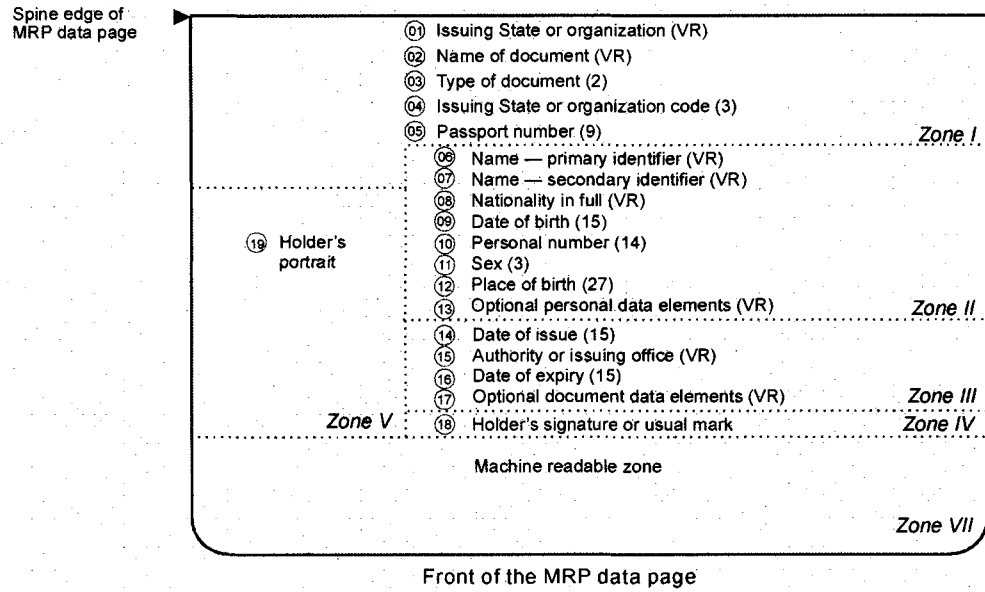 Spine edge of
MRP data page
01 Issuing State or organization (VR)
02 Name of document (VR)
03 Type of document (2)
04 Issuing State or organization code (3)
05 Passport number (9)
Zone I
06 Name — primary identifier (VR)
07 Name — secondary identifier (VR)
08 Nationality in full (VR)
09 Date of birth (15)
10 Personal number (14)
11 Sex (3)
12 Place of birth (27)
13 Optional personal data elements (VR)
Zone II
19 Holder's
portrait
14 Date of issue (15)
15 Authority or issuing office (VR)
16 Date of expiry (15)
17 Optional document data elements (VR)
Zone III
Zone V
18 Holder's signature or usual mark
Zone IV
Machine readable zone
Zone VII
Front of the MRP data page